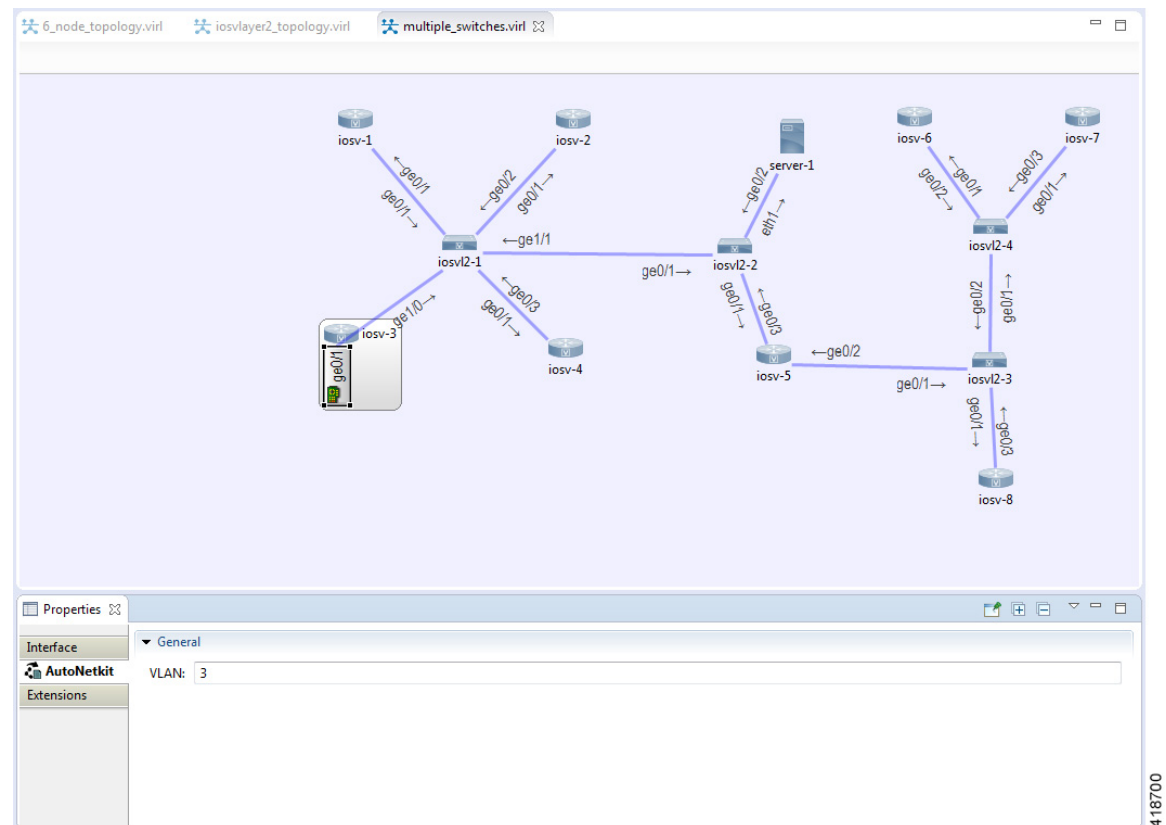 6_node_topology.virl
iosvlayer2_topology.virl
multiple_switches.virl
iosv-1
iosv-2
server-1
iosv-6
iosv-7
←ge0/1
ge0/1→
←ge0/2
ge0/1→
←ge0/2
eth1→
←ge0/1
ge0/2→
←ge0/3
ge0/1→
iosvl2-1
←ge1/1
ge0/1→
iosvl2-2
iosvl2-4
ge1/0→
←ge0/3
ge0/1→
←ge0/3
ge0/1→
←ge0/2
ge0/1→
iosv-3
ge0/1
iosv-4
iosv-5
←ge0/2
ge0/1→
iosvl2-3
ge0/1→
←ge0/3
iosv-8
Properties
Interface
General
AutoNetkit
VLAN: 3
Extensions
418700